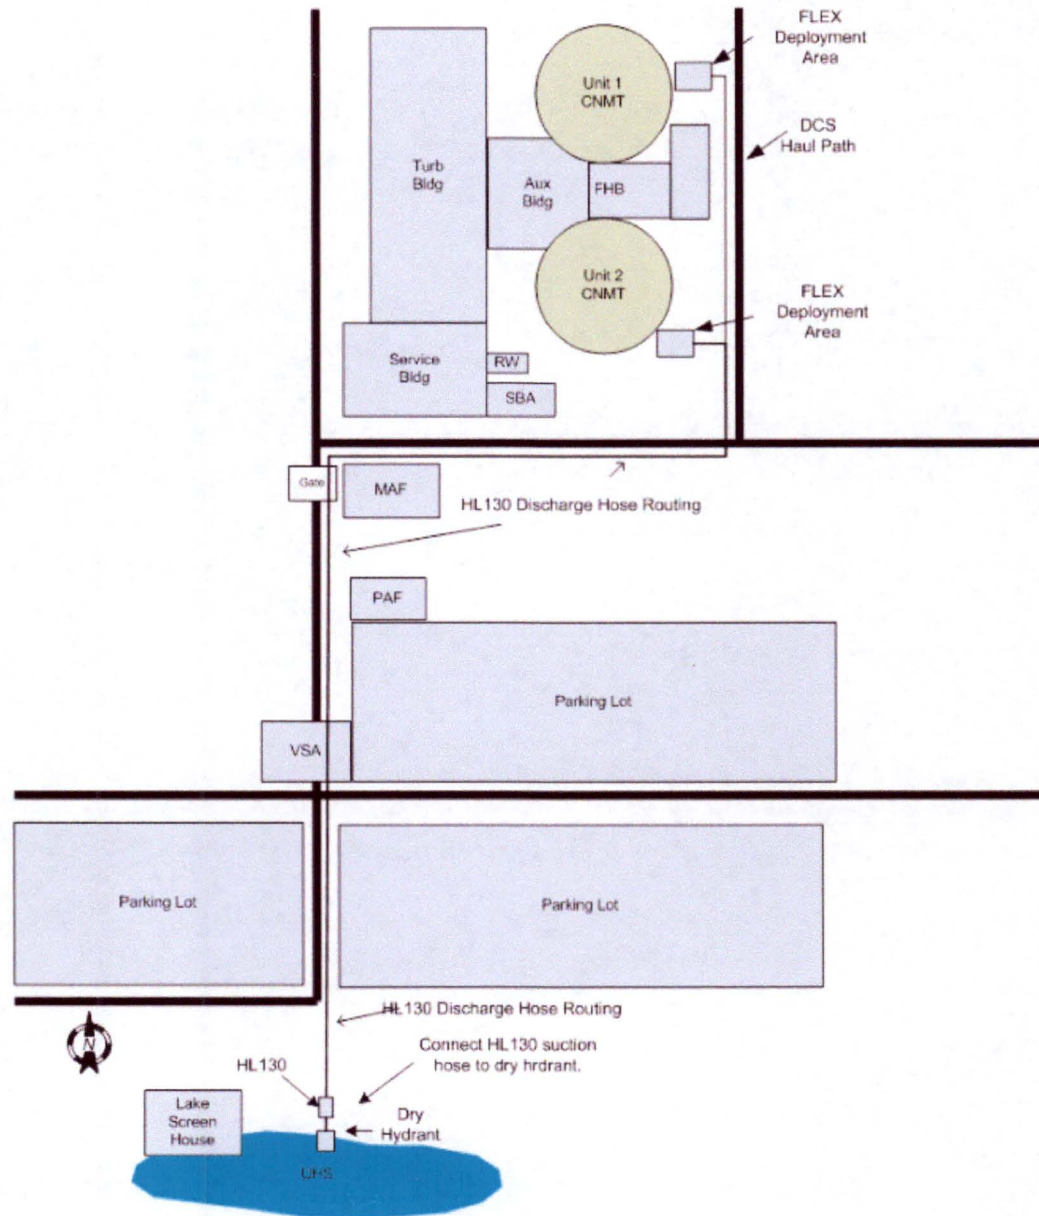 FLEX
Deployment
Area
Unit 1
CNMT
DCS
Haul Path
Turb
Bldg
Aux
Bldg
FHB
Unit 2
CNMT
FLEX
Deployment
Area
Service
Bldg
RW
SBA
Gate
MAF
HL130 Discharge Hose Routing
PAF
Parking Lot
VSA
Parking Lot
Parking Lot
HL130 Discharge Hose Routing
N
Connect HL130 suction
hose to dry hrdrant.
HL130
Lake
Screen
House
Dry
Hydrant
UHS